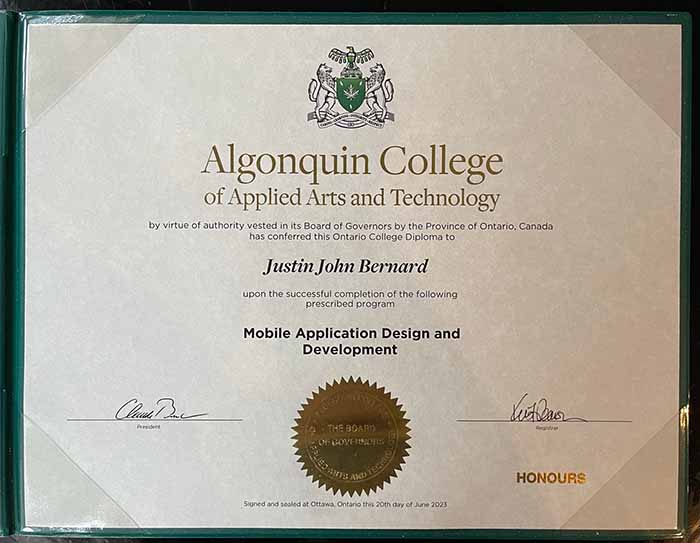 Algonquin College
of Applied Arts and Technology
by virtue of authority vested in its Board of Governors by the Province of Ontario, Canada
has conferred this Ontario College Diploma to
Justin John Bernard
upon the successful completion of the following
prescribed program
Mobile Application Design and
Development
President
Registrar
THE BOARD
OF GOVERNORS
ARTS AND
HONOURS
Signed and sealed at Ottawa, Ontario this 20th day of June 2023